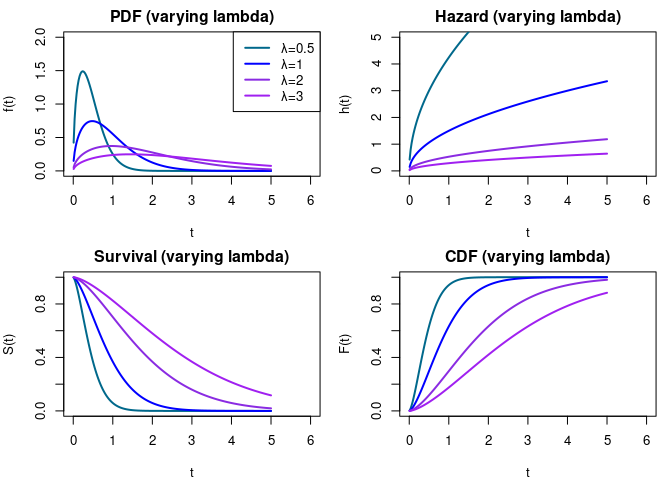 PDF (varying lambda)
f(t)
2.0
1.5
1.0
0.5
0.0
λ=0.5
λ=1
λ=2
λ=3
0 1 2 3 4 5 6
t
Hazard (varying lambda)
h(t)
5
4
3
2
1
0
0 1 2 3 4 5 6
t
Survival (varying lambda)
S(t)
0.8
0.4
0.0
0 1 2 3 4 5 6
t
CDF (varying lambda)
F(t)
0.8
0.4
0.0
0 1 2 3 4 5 6
t